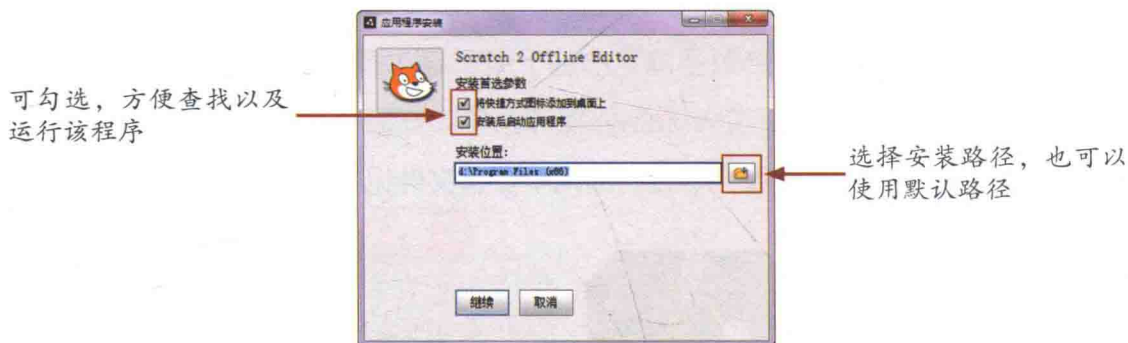 应用程序安装
Scratch 2 Offline Editor
安装首选参数
将快捷方式图标添加到桌面上
安装后启动应用程序
安装位置:
d:\Program Files (x86)
继续 取消
可勾选，方便查找以及
运行该程序
选择安装路径，也可以
使用默认路径